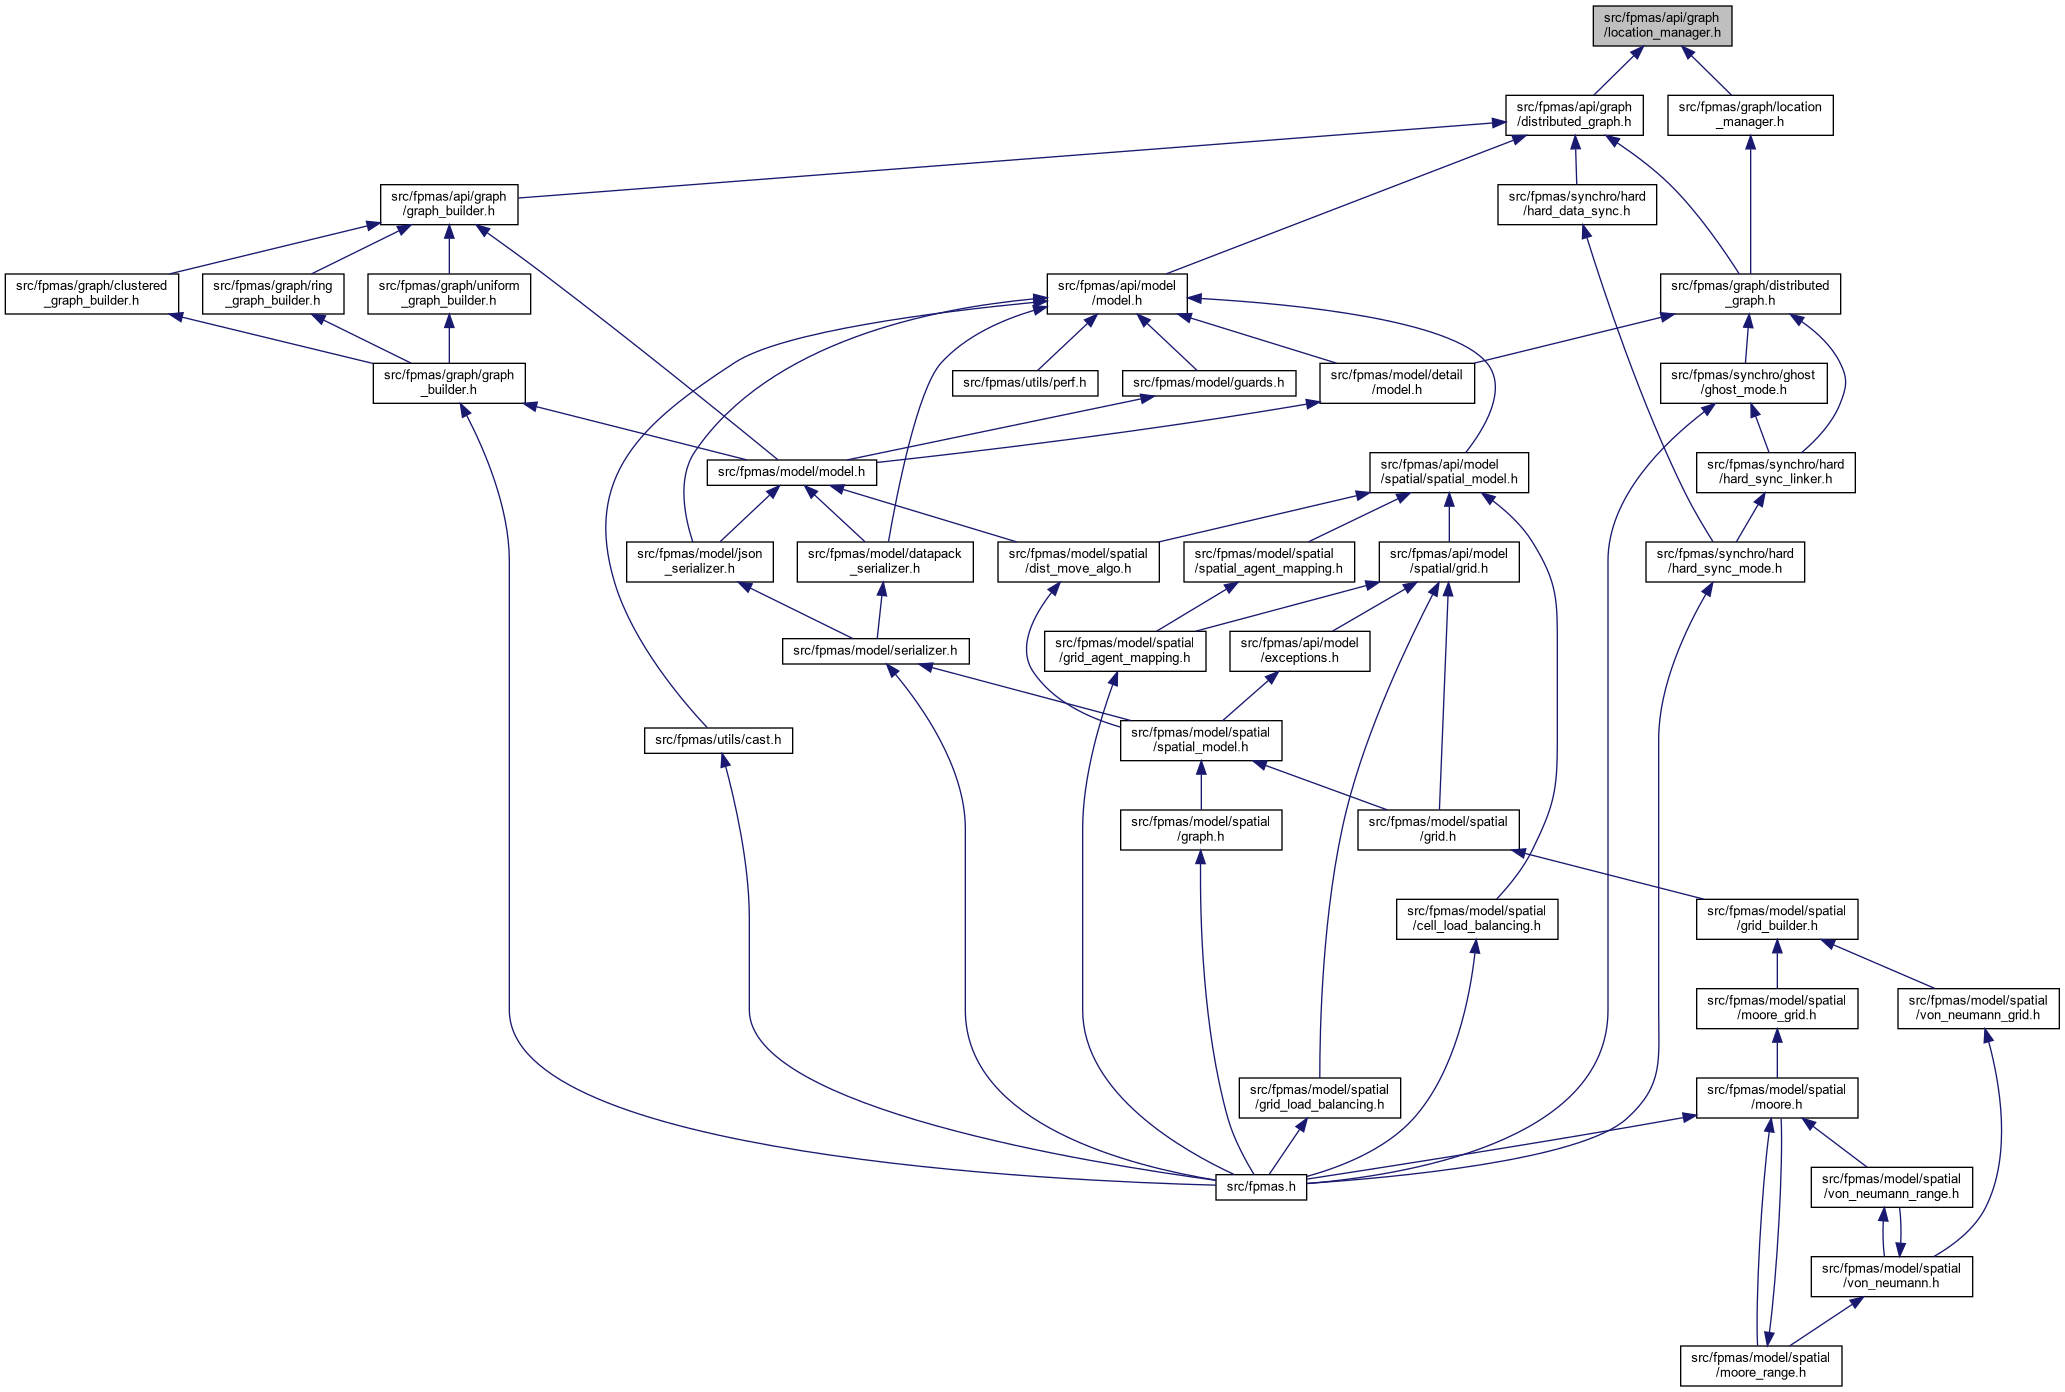 src/fpmas/api/graph
/location_manager.h
src/fpmas/api/graph
/distributed_graph.h
src/fpmas/graph/location
_manager.h
src/fpmas/api/graph
/graph_builder.h
src/fpmas/synchro/hard
/hard_data_sync.h
src/fpmas/graph/clustered
_graph_builder.h
src/fpmas/graph/ring
_graph_builder.h
src/fpmas/graph/uniform
_graph_builder.h
src/fpmas/api/model
/model.h
src/fpmas/graph/distributed
_graph.h
src/fpmas/graph/graph
_builder.h
src/fpmas/utils/perf.h
src/fpmas/model/guards.h
src/fpmas/model/detail
/model.h
src/fpmas/synchro/ghost
/ghost_mode.h
src/fpmas/model/model.h
src/fpmas/api/model
/spatial/spatial_model.h
src/fpmas/synchro/hard
/hard_sync_linker.h
src/fpmas/model/json
_serializer.h
src/fpmas/model/datapack
_serializer.h
src/fpmas/model/spatial
/dist_move_algo.h
src/fpmas/model/spatial
/spatial_agent_mapping.h
src/fpmas/api/model
/spatial/grid.h
src/fpmas/synchro/hard
/hard_sync_mode.h
src/fpmas/model/serializer.h
src/fpmas/model/spatial
/grid_agent_mapping.h
src/fpmas/api/model
/exceptions.h
src/fpmas/utils/cast.h
src/fpmas/model/spatial
/spatial_model.h
src/fpmas/model/spatial
/graph.h
src/fpmas/model/spatial
/grid.h
src/fpmas/model/spatial
/cell_load_balancing.h
src/fpmas/model/spatial
/grid_builder.h
src/fpmas/model/spatial
/moore_grid.h
src/fpmas/model/spatial
/von_neumann_grid.h
src/fpmas/model/spatial
/grid_load_balancing.h
src/fpmas/model/spatial
/moore.h
src/fpmas.h
src/fpmas/model/spatial
/von_neumann_range.h
src/fpmas/model/spatial
/von_neumann.h
src/fpmas/model/spatial
/moore_range.h